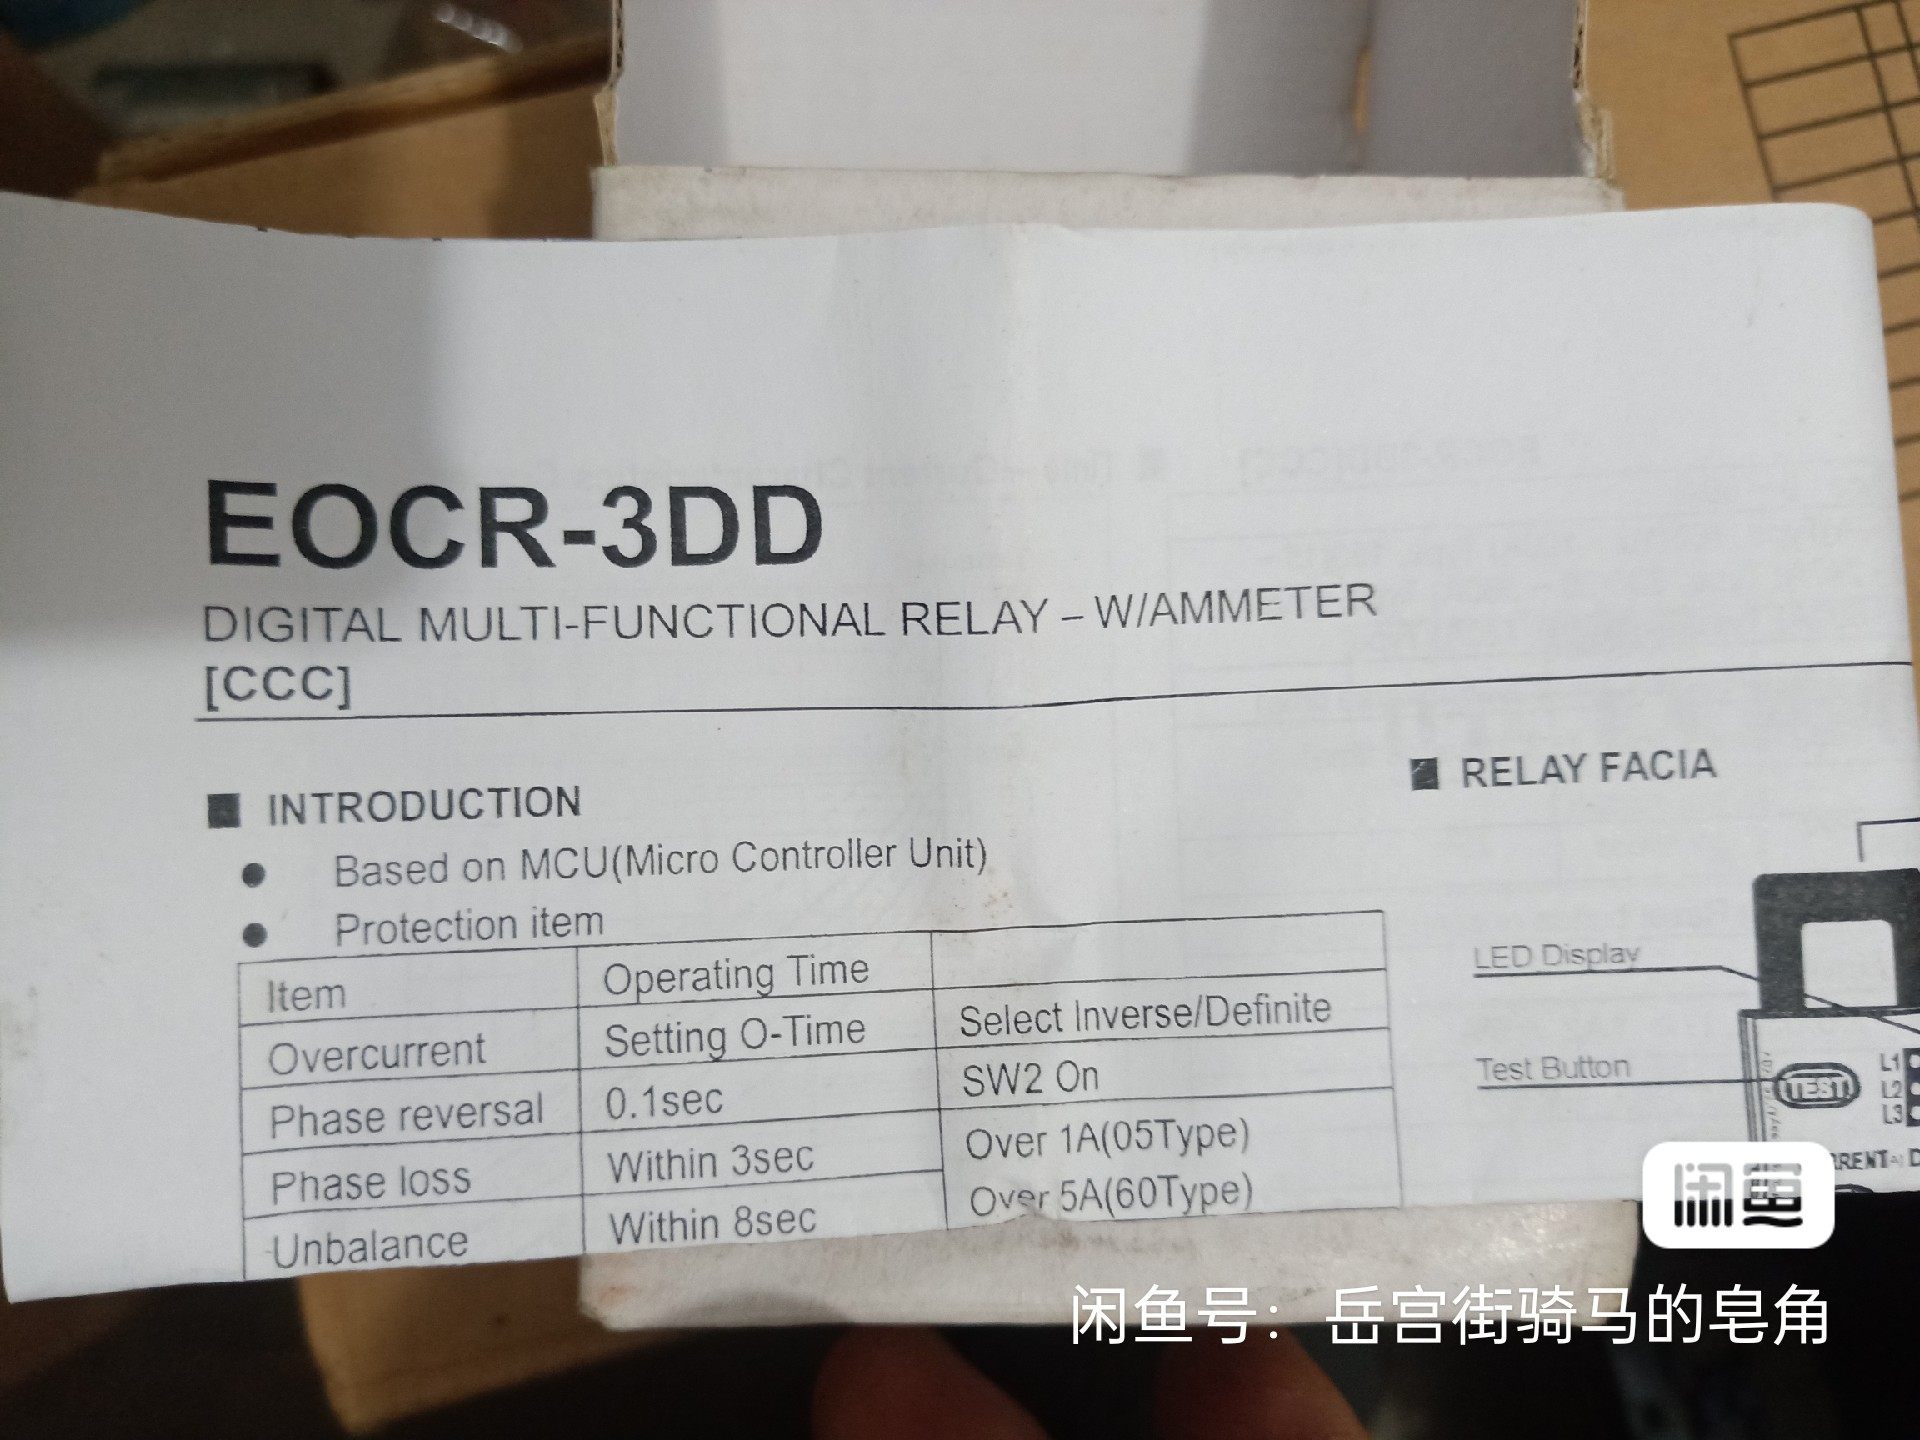 EOCR-3DD
DIGITAL MULTI-FUNCTIONAL RELAY – W/AMMETER
[CCC]
■ INTRODUCTION
● Based on MCU(Micro Controller Unit)
● Protection item
Item Operating Time
Overcurrent Setting O-Time Select Inverse/Definite
Phase reversal 0.1sec SW2 On
Phase loss Within 3sec Over 1A(05Type)
Unbalance Within 8sec Over 5A(60Type)
■ RELAY FACIA
LED Display
Test Button
TEST
L1
L2
L3
闲鱼
闲鱼号：岳宫街骑马的皂角